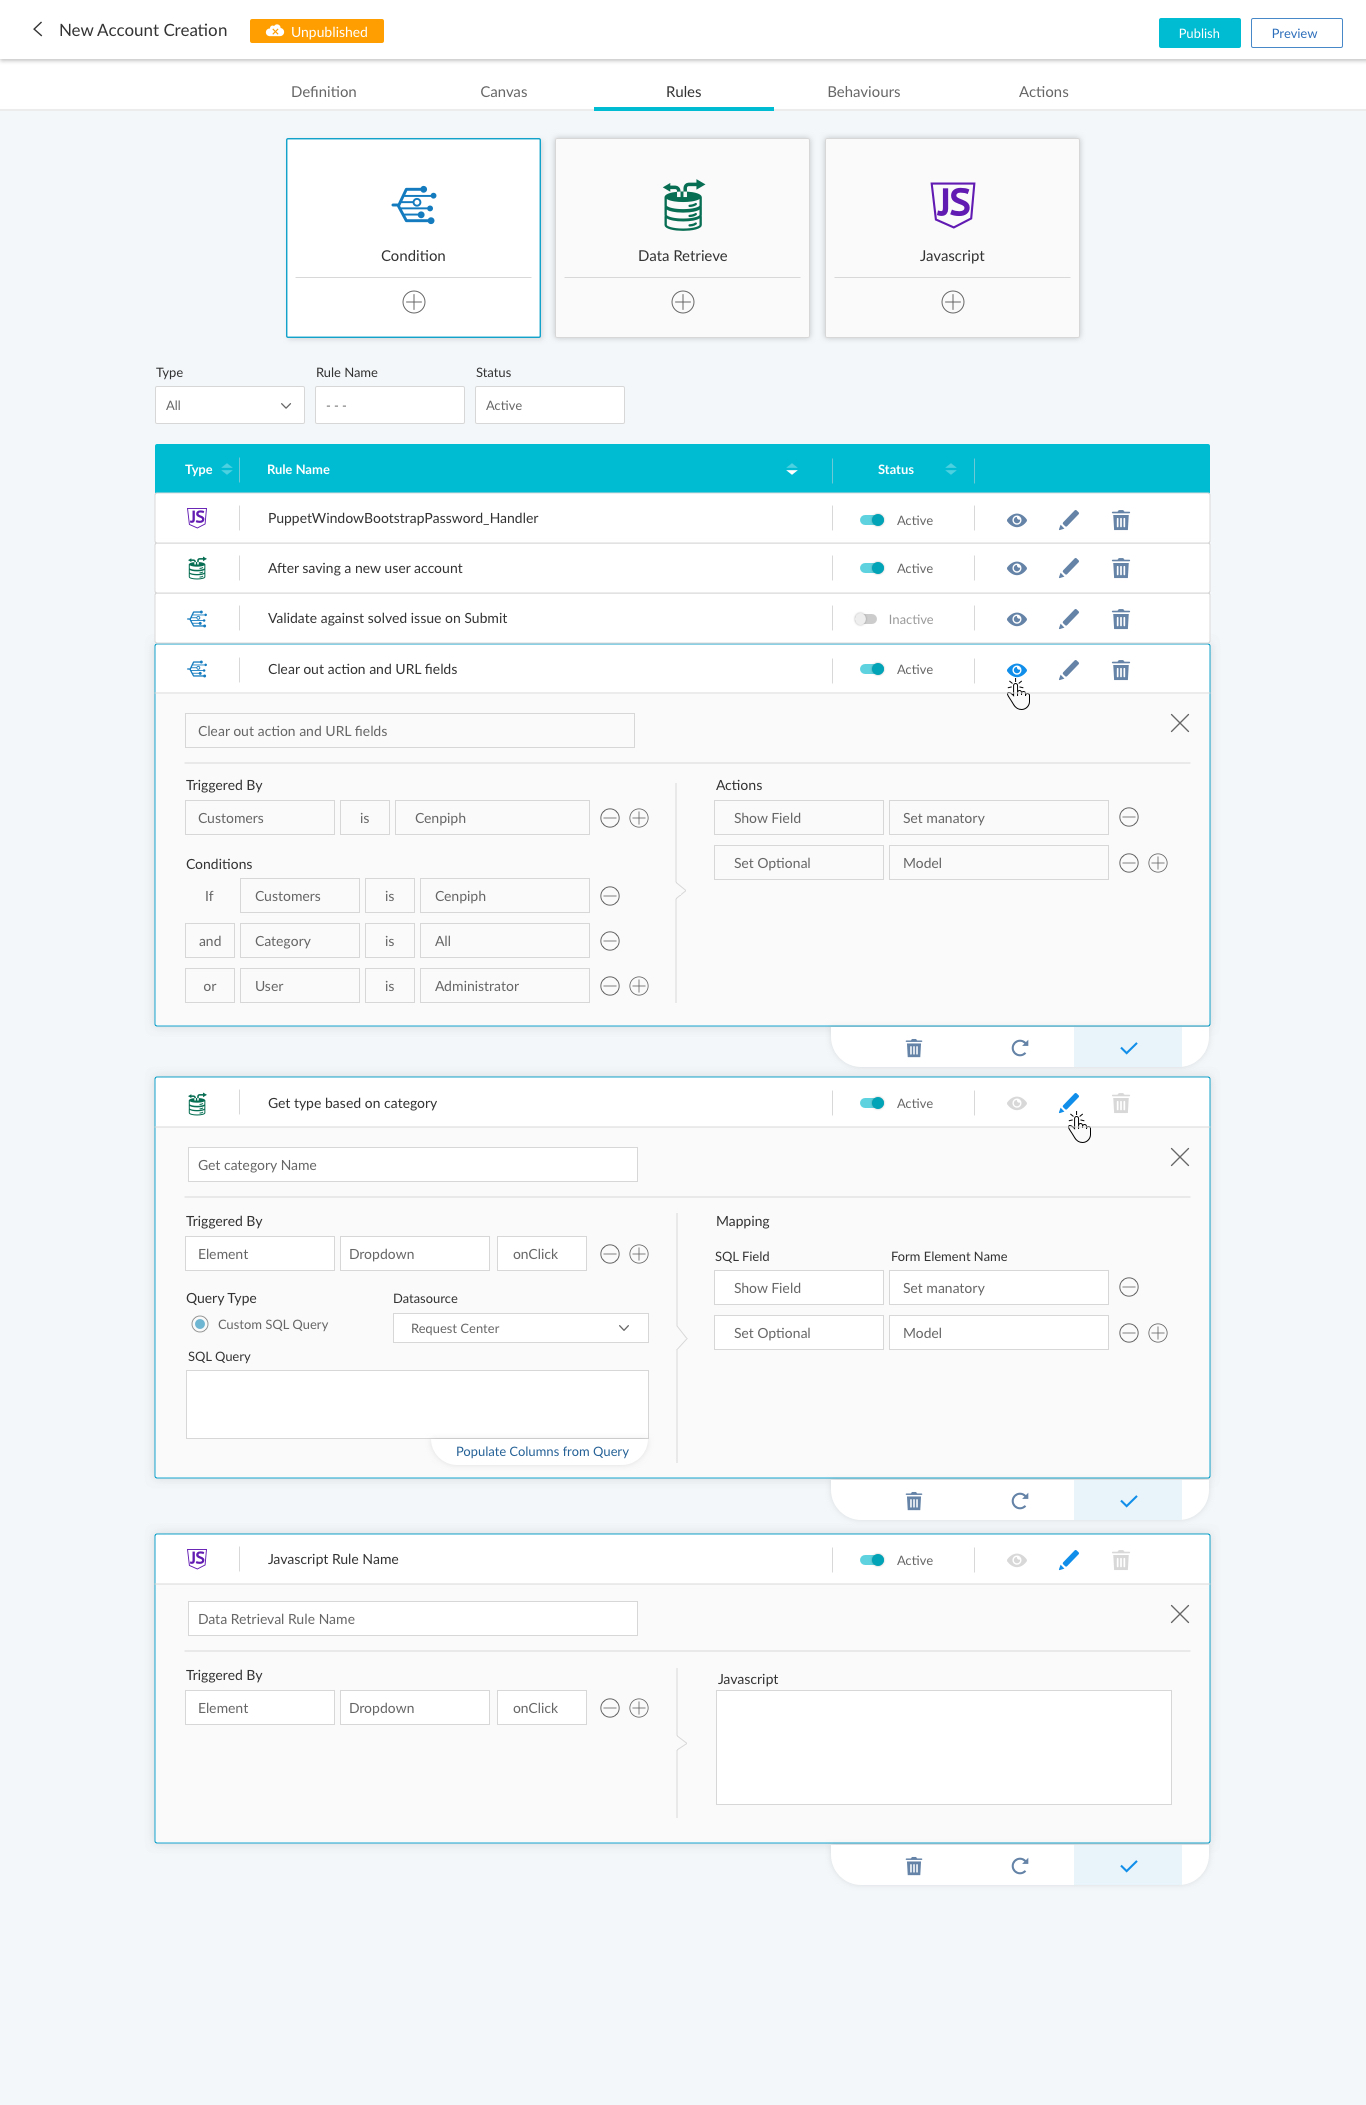 New Account Creation
Unpublished
Publish
Preview
Definition
Canvas
Rules
Behaviours
Actions
JS
Condition
Data Retrieve
Javascript
Type
Rule Name
Status
All
- - -
Active
Type
Rule Name
Status
JS
PuppetWindowBootstrapPassword_Handler
Active
After saving a new user account
Active
Validate against solved issue on Submit
Inactive
Clear out action and URL fields
Active
Clear out action and URL fields
Triggered By
Customers
is
Cenpiph
Conditions
If
Customers
is
Cenpiph
and
Category
is
All
or
User
is
Administrator
Actions
Show Field
Set manatory
Set Optional
Model
Get type based on category
Active
Get category Name
Triggered By
Element
Dropdown
onClick
Query Type
Custom SQL Query
Datasource
Request Center
SQL Query
Populate Columns from Query
Mapping
SQL Field
Form Element Name
Show Field
Set manatory
Set Optional
Model
JS
Javascript Rule Name
Active
Data Retrieval Rule Name
Triggered By
Element
Dropdown
onClick
Javascript